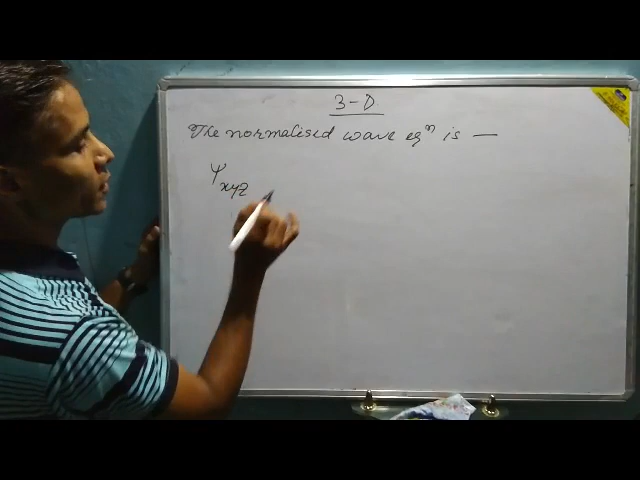 3-D
The normalised wave eqⁿ is —
Ψxyz